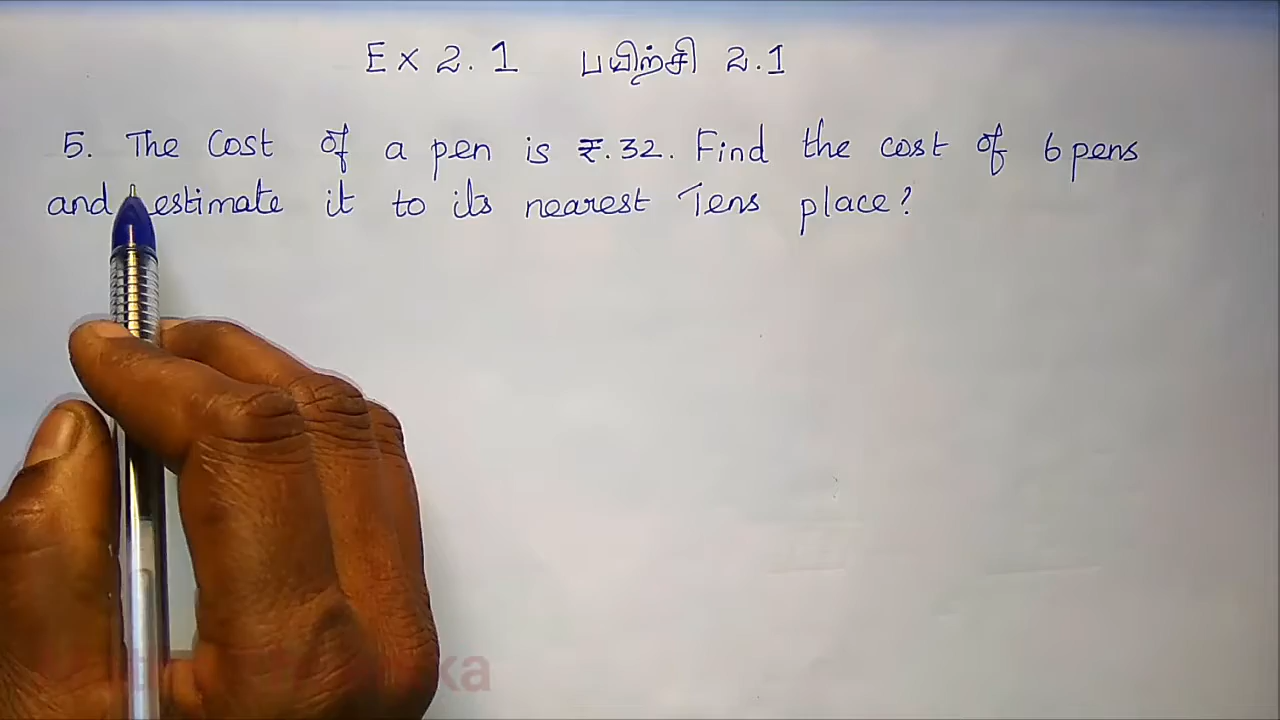 Ex 2.1 பயிற்சி 2.1
5. The Cost of a pen is ₹.32. Find the cost of 6 pens
and estimate it to its nearest Tens place?